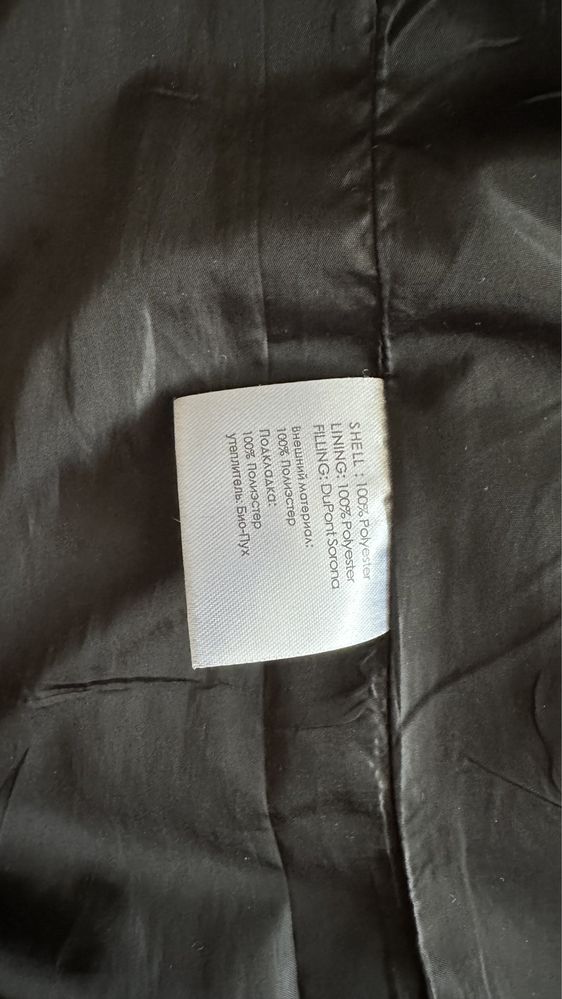 SHELL : 100% Polyester
LINING: 100% Polyester
FILLING: DuPont Sorona
Внешний материал:
100% Полиэстер
Подкладка:
100% Полиэстер
утеплитель: Био-Пух